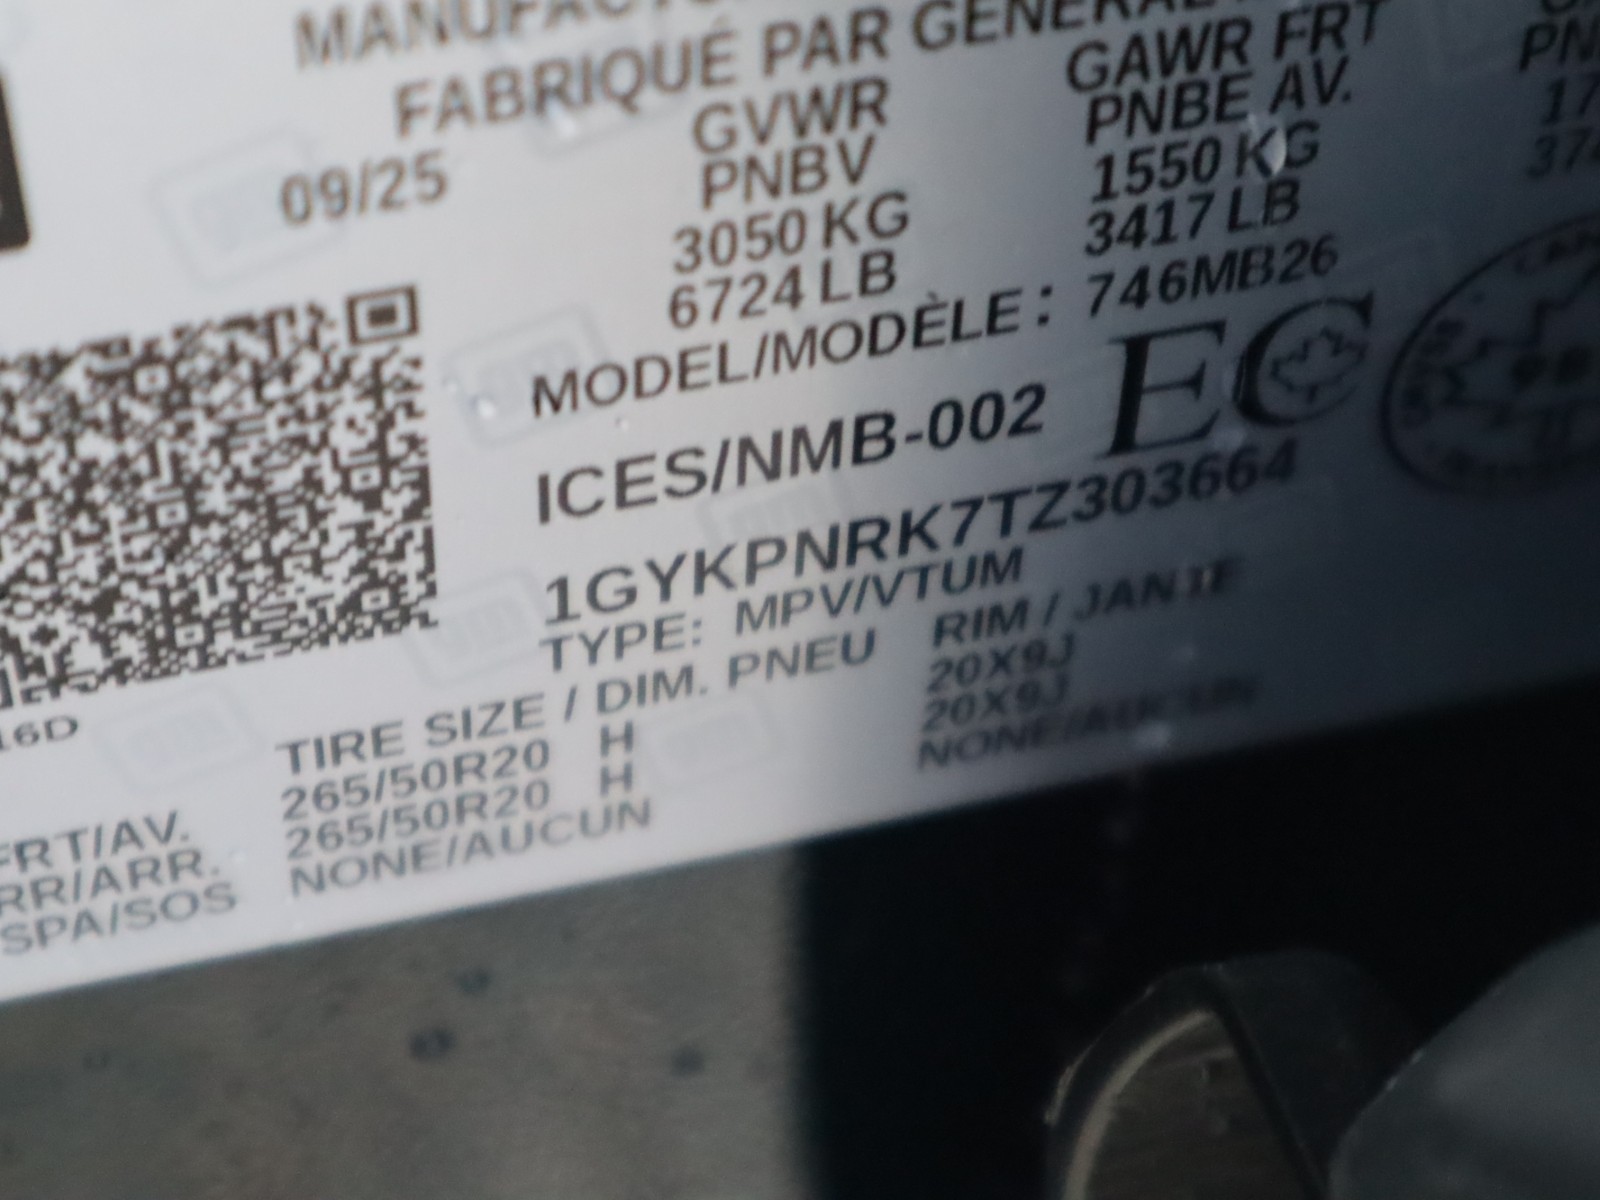 FABRIQUÉ PAR GENERAL
09/25
GVWR
PNBV
3050 KG
6724 LB
GAWR FRT
PNBE AV.
1550 KG
3417 LB
MODEL/MODÈLE: 746MB26
ICES/NMB-002
EC
1GYKPNRK7TZ303664
TYPE: MPV/VTUM
TIRE SIZE / DIM. PNEU RIM / JANTE
FRT/AV. 265/50R20 H 20X9J
RR/ARR. 265/50R20 H 20X9J
SPA/SOS NONE/AUCUN NONE/AUCUN
16D